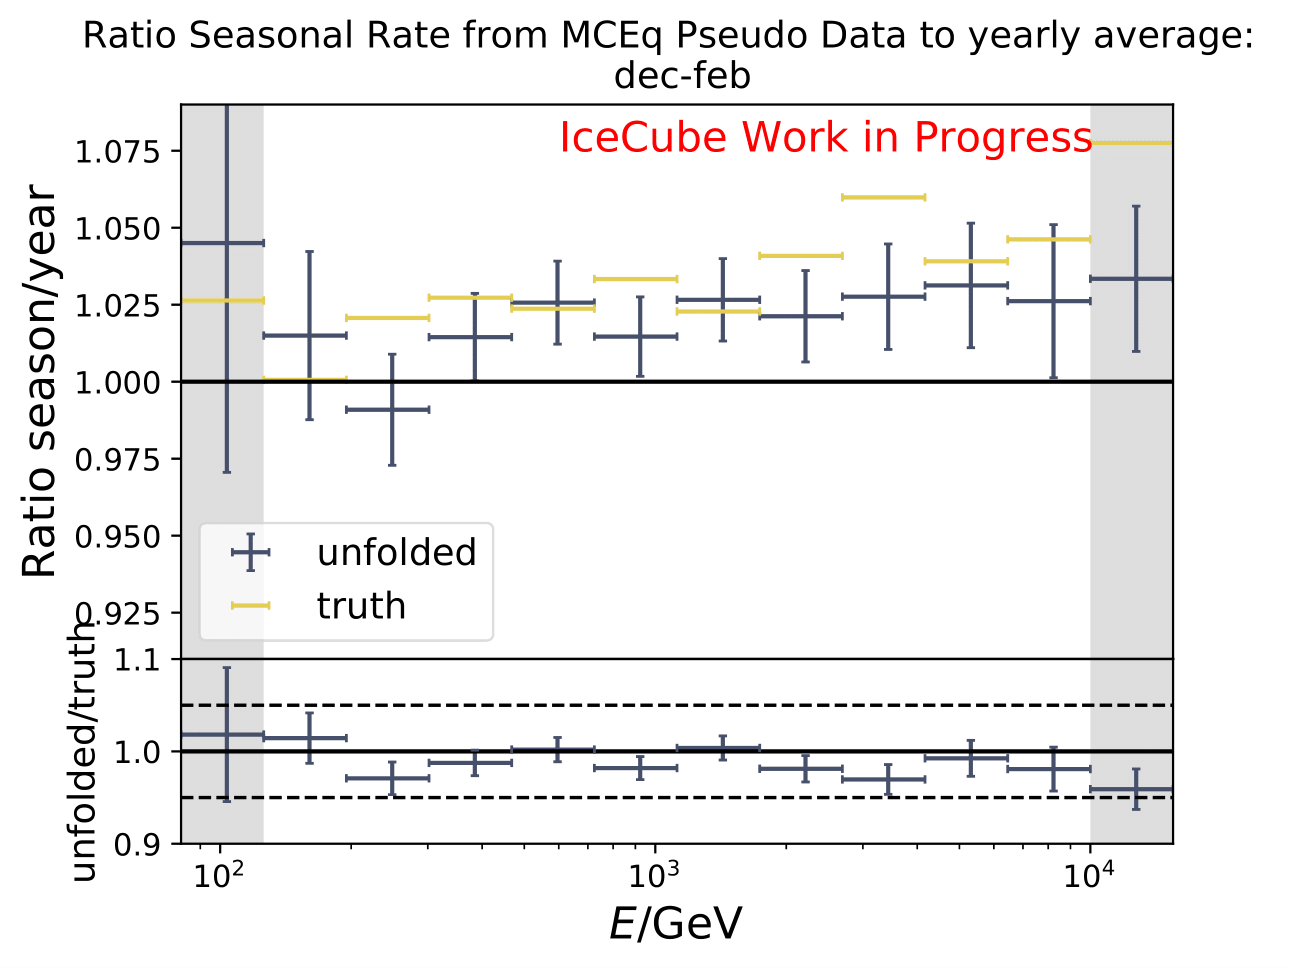 Ratio Seasonal Rate from MCEq Pseudo Data to yearly average:
dec-feb
IceCube Work in Progress
Ratio season/year
1.075
1.050
1.025
1.000
0.975
0.950
0.925
unfolded
truth
unfolded/truth
1.1
1.0
0.9
10²
10³
10⁴
E/GeV